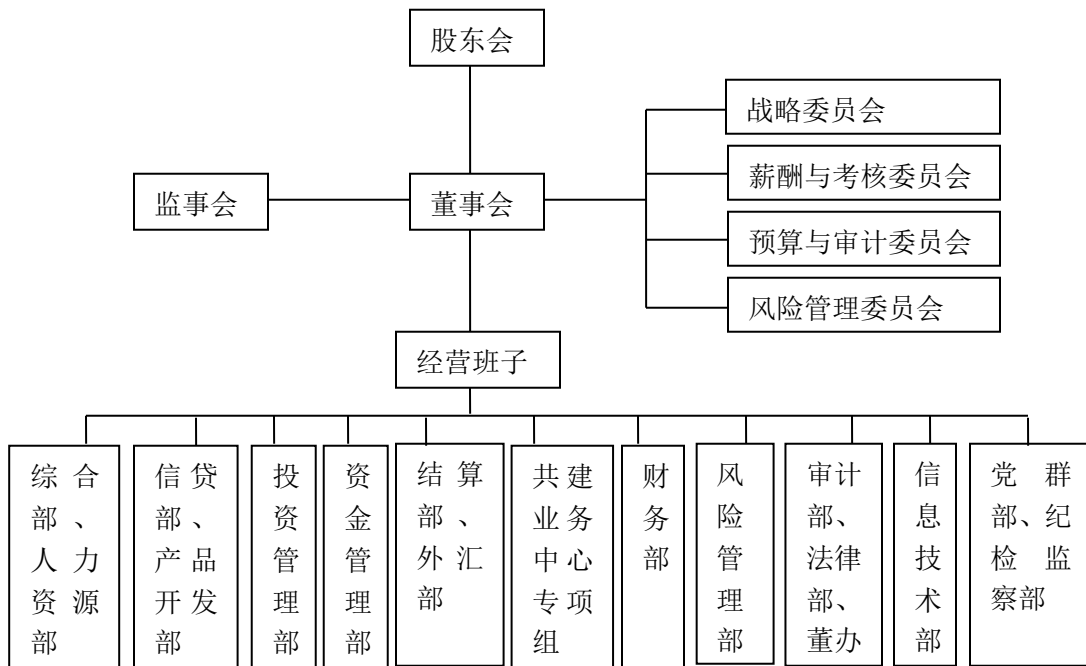 股东会
战略委员会
薪酬与考核委员会
监事会
董事会
预算与审计委员会
风险管理委员会
经营班子
综合
部、
人力
资源
部
信贷
部、
产品
开发
部
投
资
管
理
部
资
金
管
理
部
结算
部、
外汇
部
共建
业务
中心
专项
组
财
务
部
风
险
管
理
部
审计
部、
法律
部、
董办
信
息
技
术
部
党群
部、纪
检监
察部